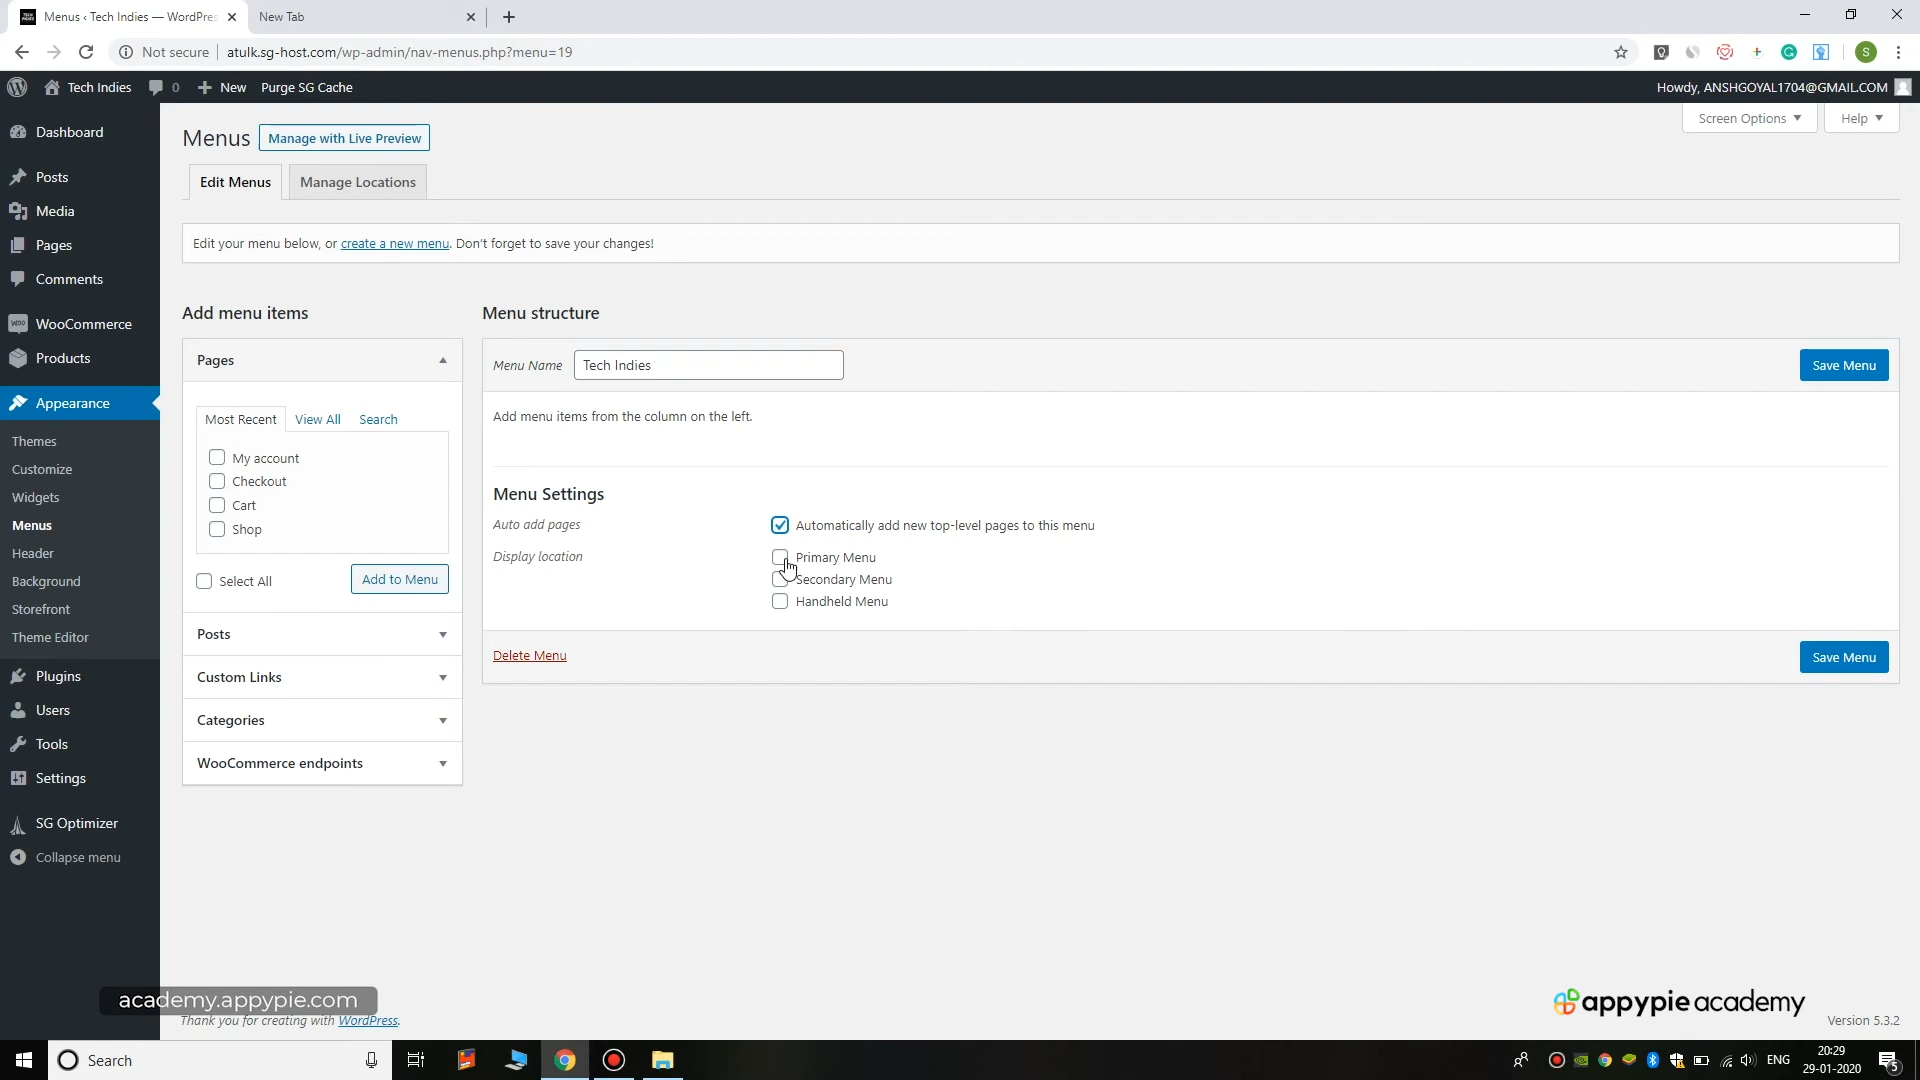 Menus ‹ Tech Indies — WordPres
New Tab
Not secure
atulk.sg-host.com/wp-admin/nav-menus.php?menu=19
S
Tech Indies
0
New
Purge SG Cache
Howdy, ANSHGOYAL1704@GMAIL.COM
Screen Options
Help
Dashboard
Posts
Media
Pages
Comments
WooCommerce
Products
Appearance
Themes
Customize
Widgets
Menus
Header
Background
Storefront
Theme Editor
Plugins
Users
Tools
Settings
SG Optimizer
Collapse menu
Menus
Manage with Live Preview
Edit Menus
Manage Locations
Edit your menu below, or create a new menu. Don't forget to save your changes!
Add menu items
Pages
Most Recent
View All
Search
My account
Checkout
Cart
Shop
Select All
Add to Menu
Posts
Custom Links
Categories
WooCommerce endpoints
Menu structure
Menu Name
Tech Indies
Save Menu
Add menu items from the column on the left.
Menu Settings
Auto add pages
Automatically add new top-level pages to this menu
Display location
Primary Menu
Secondary Menu
Handheld Menu
Delete Menu
Save Menu
academy.appypie.com
Thank you for creating with WordPress.
appypie academy
Version 5.3.2
Search
ENG
20:29
29-01-2020
5